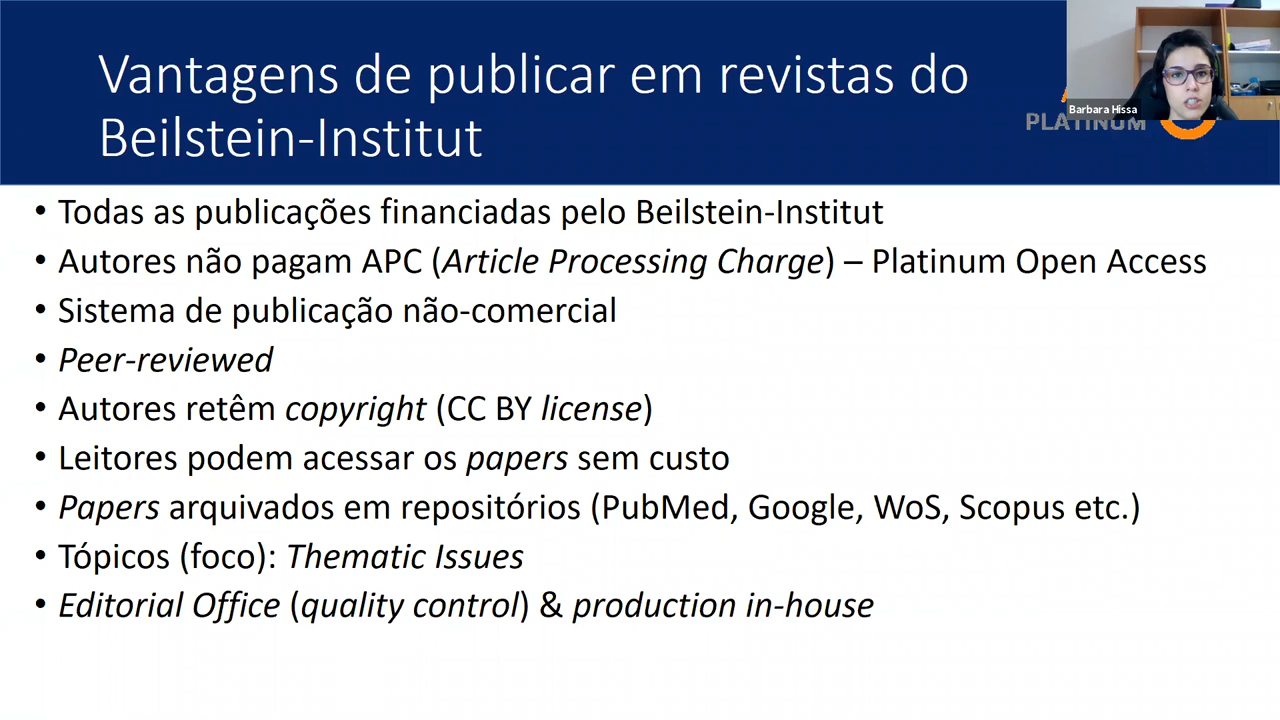 Vantagens de publicar em revistas do
Beilstein-Institut
Barbara Hissa
PLATINUM
• Todas as publicações financiadas pelo Beilstein-Institut
• Autores não pagam APC (Article Processing Charge) – Platinum Open Access
• Sistema de publicação não-comercial
• Peer-reviewed
• Autores retêm copyright (CC BY license)
• Leitores podem acessar os papers sem custo
• Papers arquivados em repositórios (PubMed, Google, WoS, Scopus etc.)
• Tópicos (foco): Thematic Issues
• Editorial Office (quality control) & production in-house